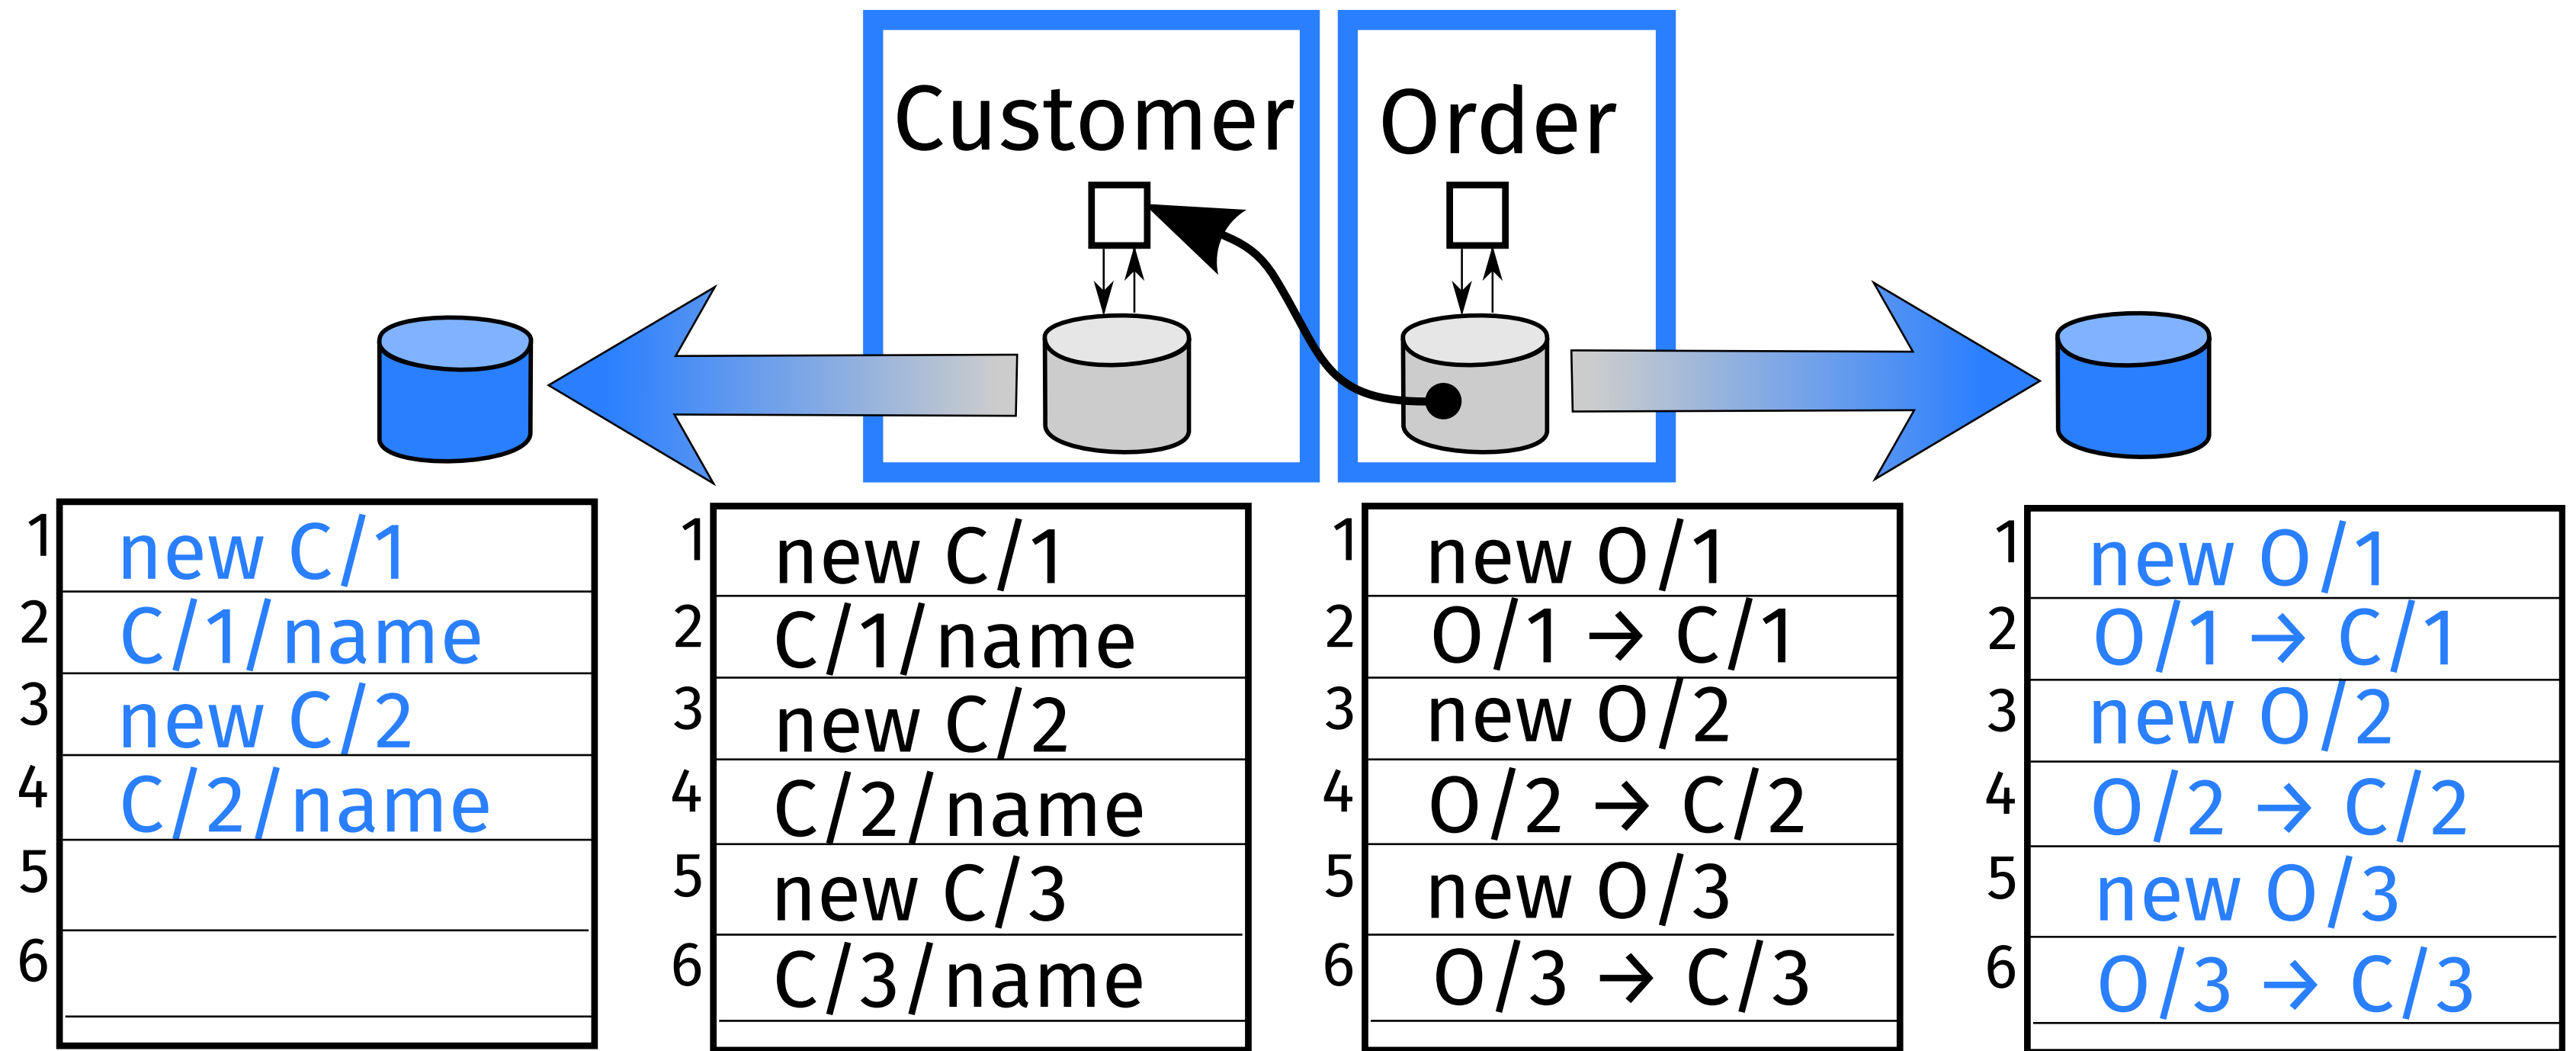 Customer
Order
1 new C/1
2 C/1/name
3 new C/2
4 C/2/name
5
6
1 new C/1
2 C/1/name
3 new C/2
4 C/2/name
5 new C/3
6 C/3/name
1 new O/1
2 O/1 → C/1
3 new O/2
4 O/2 → C/2
5 new O/3
6 O/3 → C/3
1 new O/1
2 O/1 → C/1
3 new O/2
4 O/2 → C/2
5 new O/3
6 O/3 → C/3